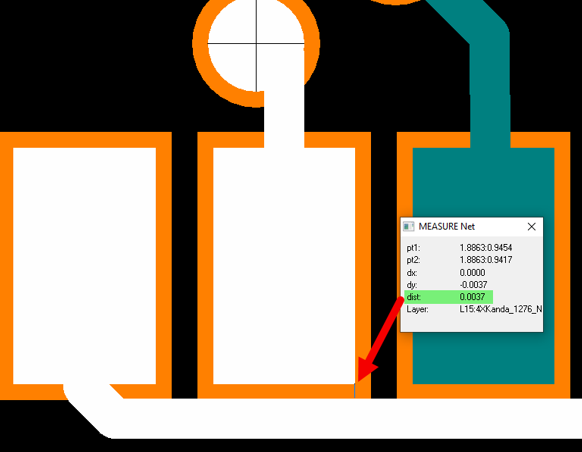 MEASURE Net
pt1: 1.8863:0.9454
pt2: 1.8863:0.9417
dx: 0.0000
dy: -0.0037
dist: 0.0037
Layer: L15:4XKanda_1276_N